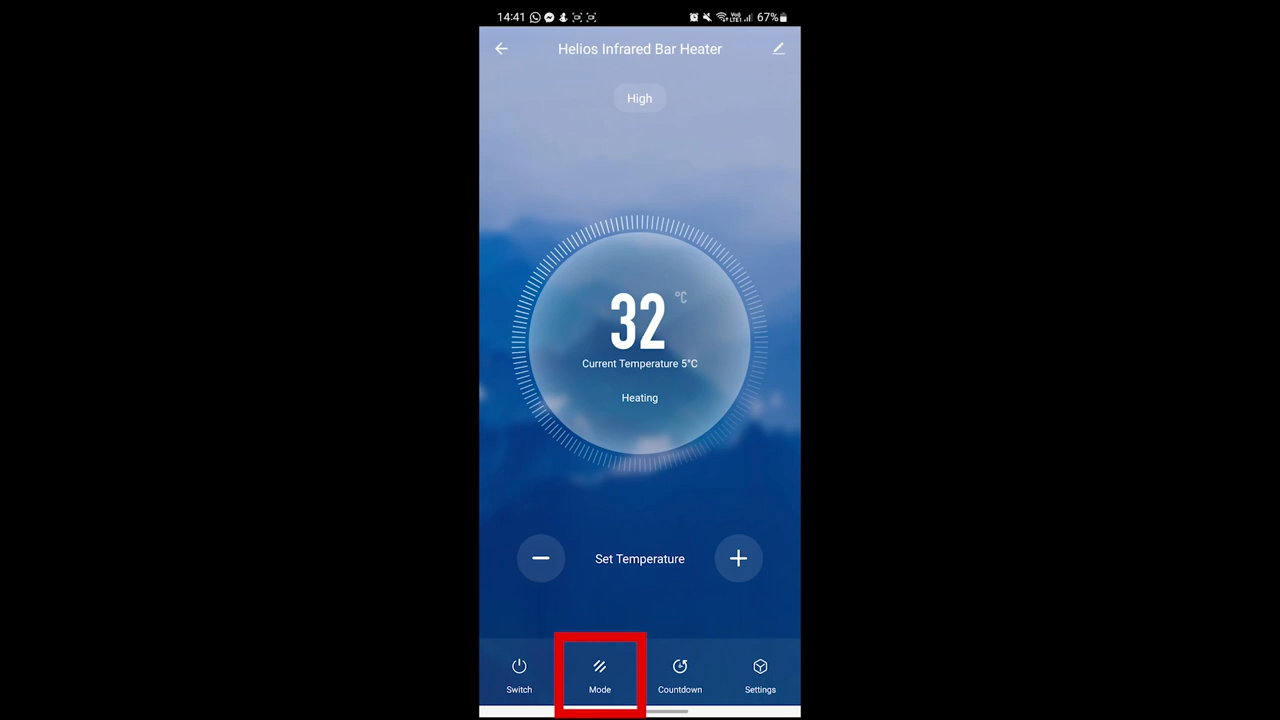 14:41 67%
Helios Infrared Bar Heater
High
32 °C
Current Temperature 5°C
Heating
Set Temperature
Switch Mode Countdown Settings